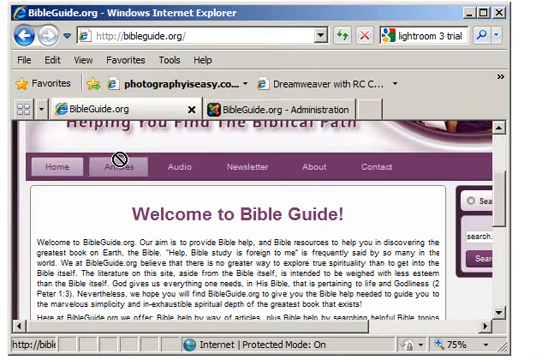 BibleGuide.org - Windows Internet Explorer
http://bibleguide.org/
lightroom 3 trial
File Edit View Favorites Tools Help
Favorites photographyiseasy.co... Dreamweaver with RC C...
BibleGuide.org BibleGuide.org - Administration
Helping You Find The Biblical Path
Home Articles Audio Newsletter About Contact
Welcome to Bible Guide!
Sea
Welcome to BibleGuide.org. Our aim is to provide Bible help, and Bible resources to help you in discovering the
greatest book on Earth, the Bible. "Help, Bible study is foreign to me" is frequently said by so many in the
world. We at BibleGuide.org believe that there is no greater way to explore true spirituality than to get into the
Bible itself. The literature on this site, aside from the Bible itself, is intended to be weighed with less esteem
than the Bible itself. God gives us everything one needs, in His Bible, that is pertaining to life and Godliness (2
Peter 1:3). Nevertheless, we hope you will find BibleGuide.org to give you the Bible help needed to guide you to
the marvelous simplicity and in-exhaustible spiritual depth of the greatest book that exists!
search.
Sear
Here at BibleGuide.org we offer: Bible help by way of articles, plus Bible help by searching helpful Bible topics
http://bibl Internet | Protected Mode: On 75%